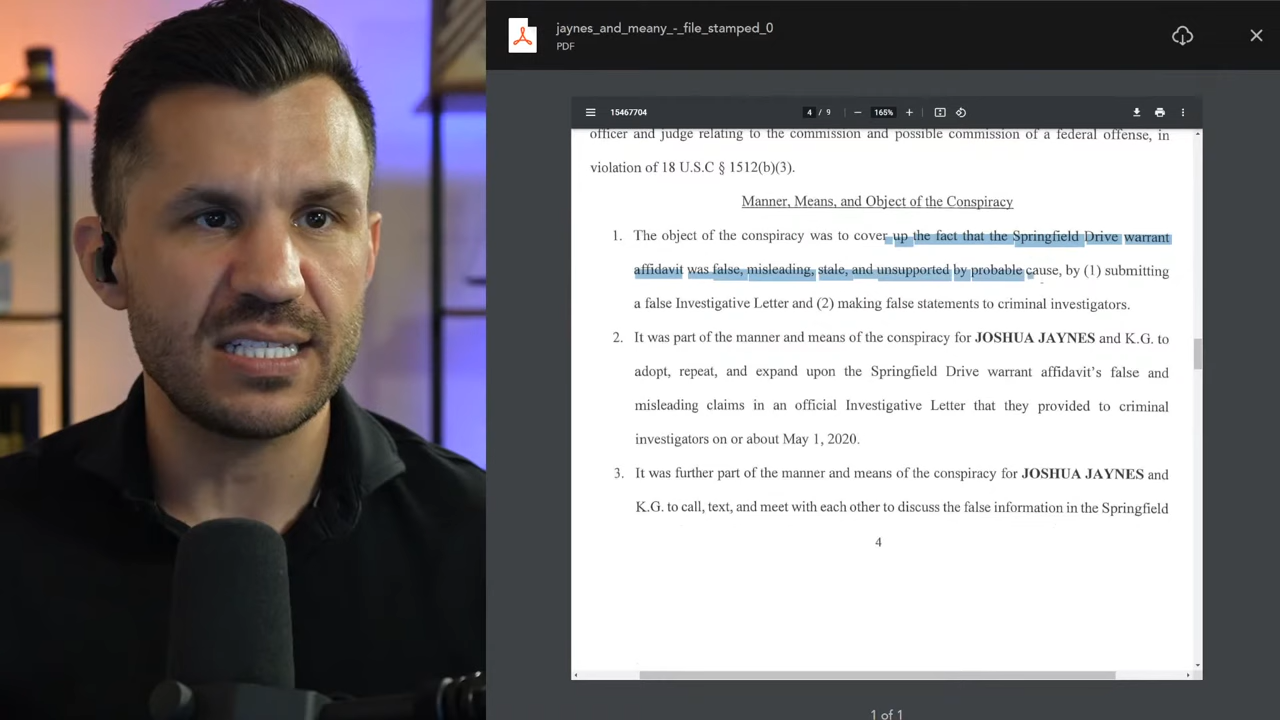 jaynes_and_meany_-_file_stamped_0
PDF
15467704
4 / 9
165%
officer and judge relating to the commission and possible commission of a federal offense, in
violation of 18 U.S.C § 1512(b)(3).
Manner, Means, and Object of the Conspiracy
1. The object of the conspiracy was to cover up the fact that the Springfield Drive warrant
affidavit was false, misleading, stale, and unsupported by probable cause, by (1) submitting
a false Investigative Letter and (2) making false statements to criminal investigators.
2. It was part of the manner and means of the conspiracy for JOSHUA JAYNES and K.G. to
adopt, repeat, and expand upon the Springfield Drive warrant affidavit's false and
misleading claims in an official Investigative Letter that they provided to criminal
investigators on or about May 1, 2020.
3. It was further part of the manner and means of the conspiracy for JOSHUA JAYNES and
K.G. to call, text, and meet with each other to discuss the false information in the Springfield
4
1 of 1